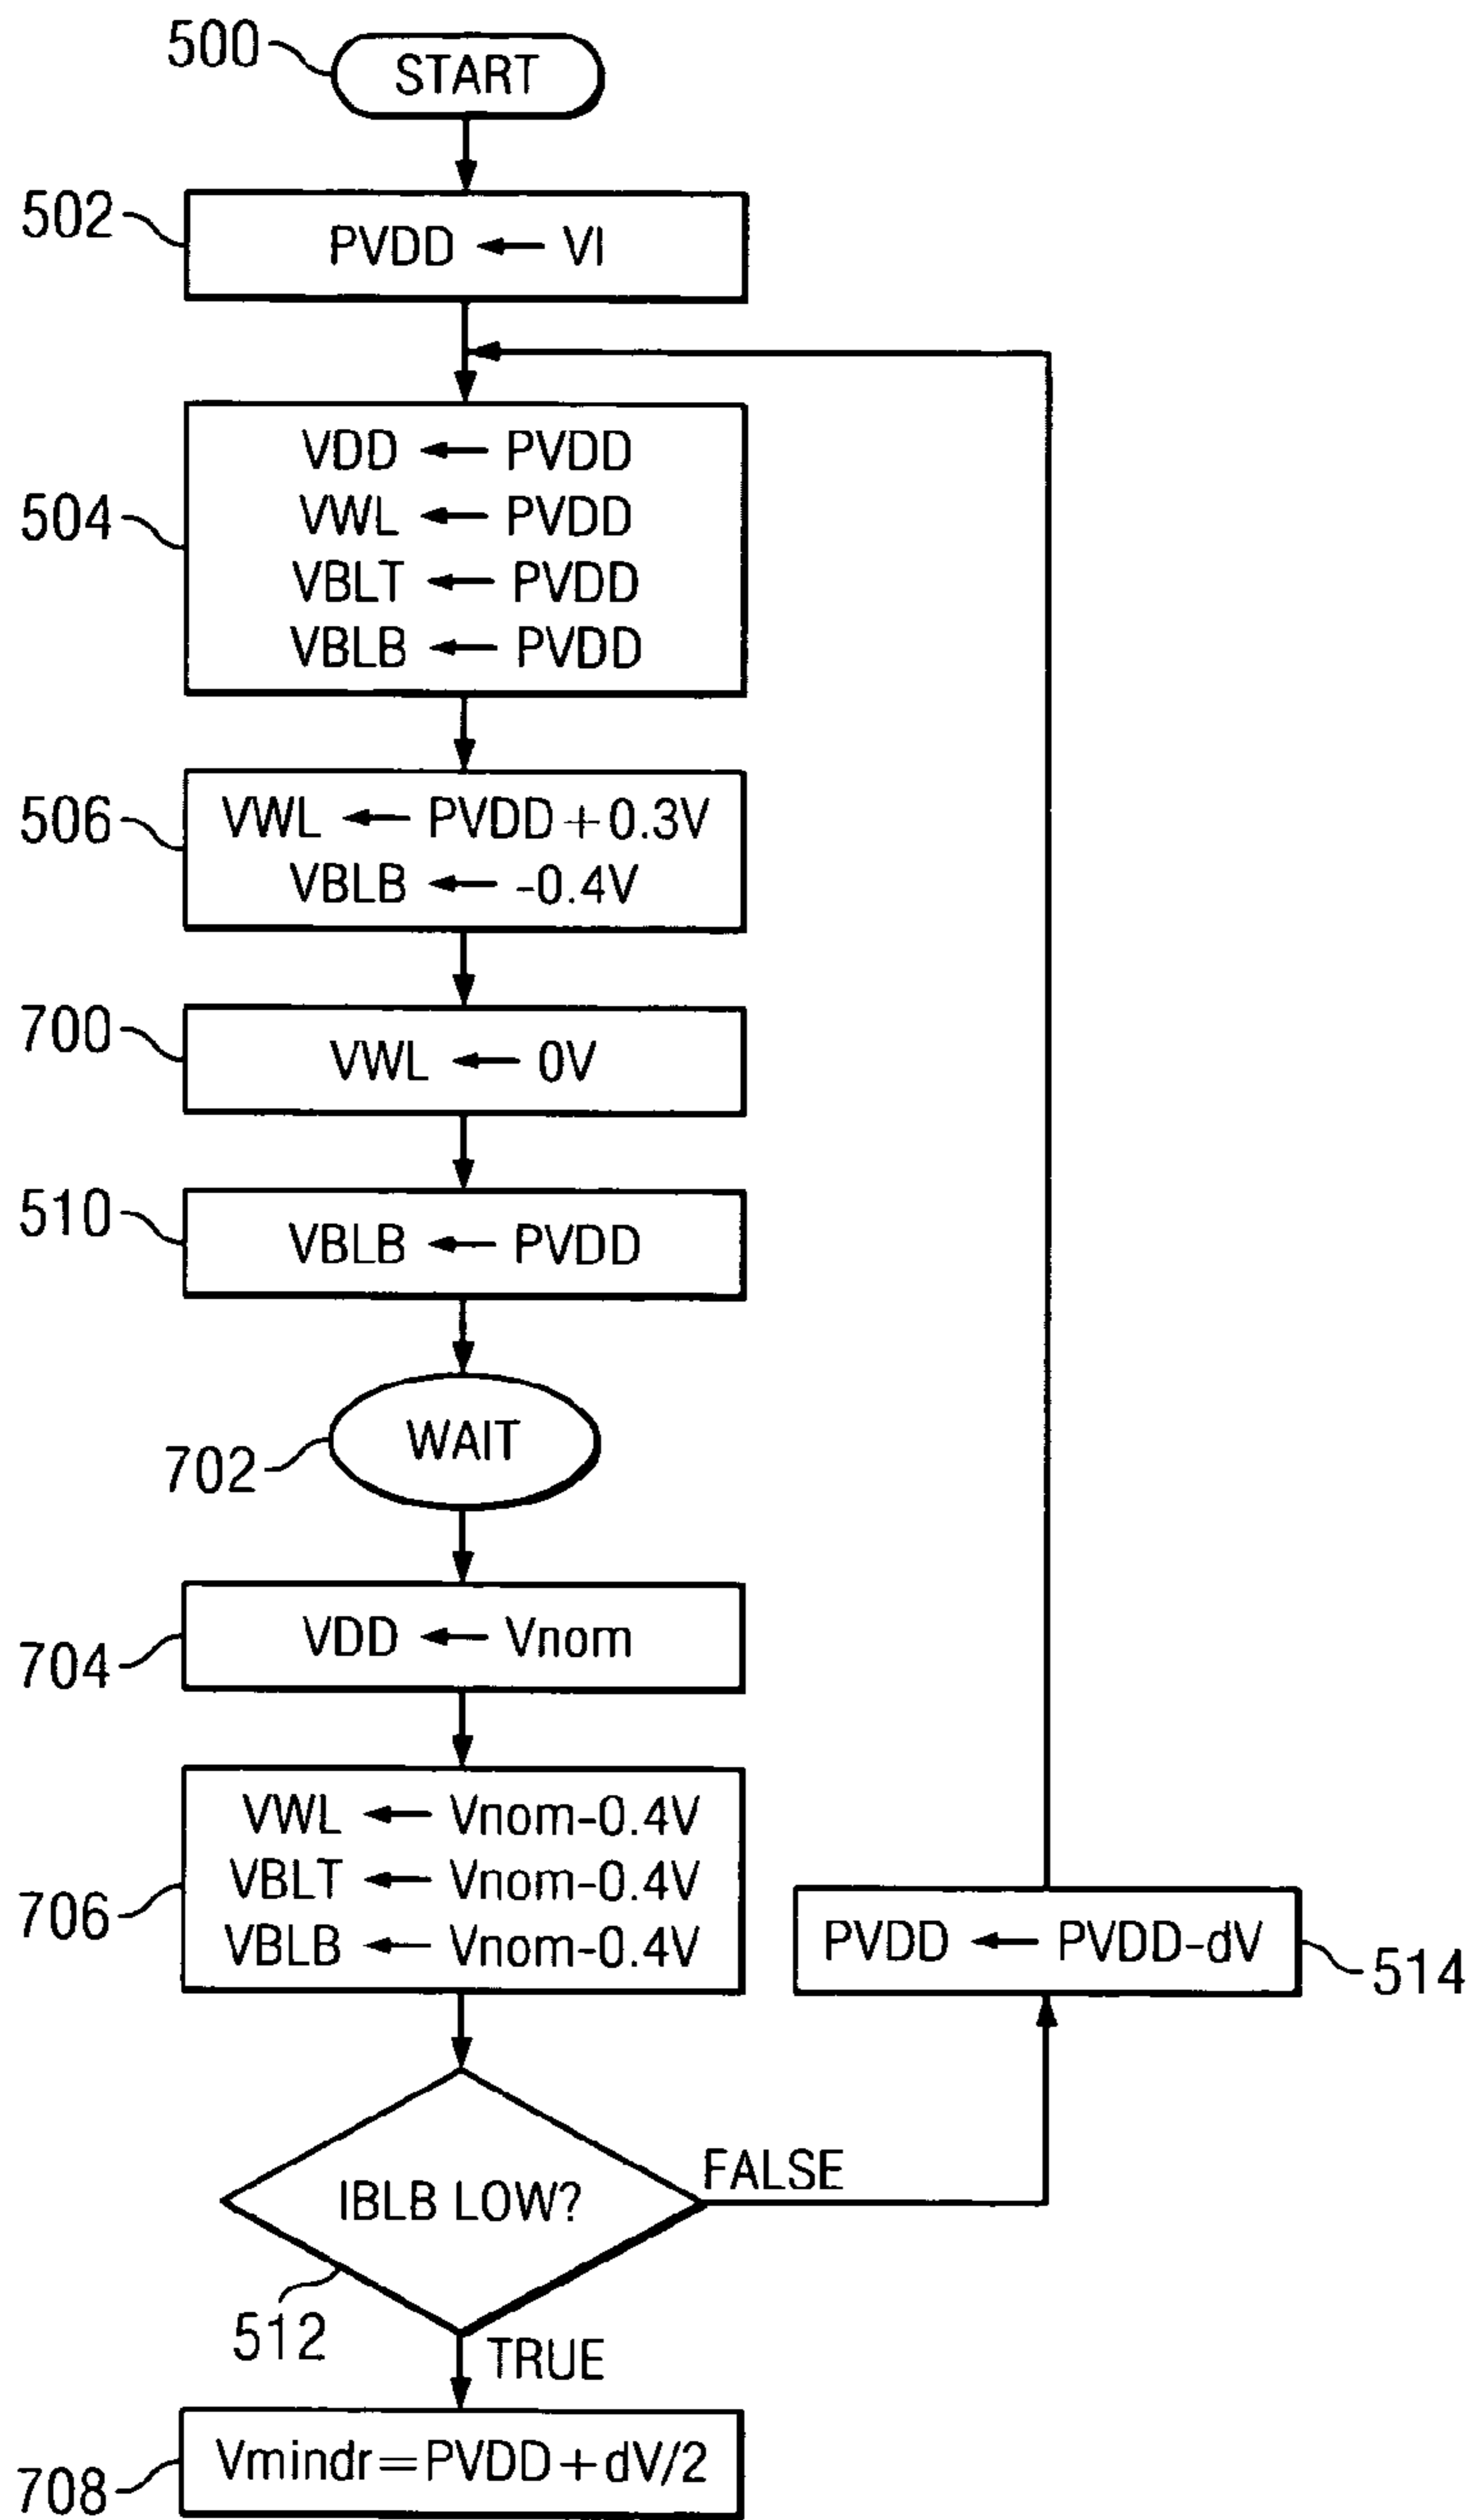 500
START
502
PVDD ← VI
504
VDD ← PVDD
VWL ← PVDD
VBLT ← PVDD
VBLB ← PVDD
506
VWL ← PVDD+0.3V
VBLB ← -0.4V
700
VWL ← 0V
510
VBLB ← PVDD
702
WAIT
704
VDD ← Vnom
706
VWL ← Vnom-0.4V
VBLT ← Vnom-0.4V
VBLB ← Vnom-0.4V
PVDD ← PVDD-dV
514
IBLB LOW?
FALSE
512
TRUE
708
Vmindr=PVDD+dV/2